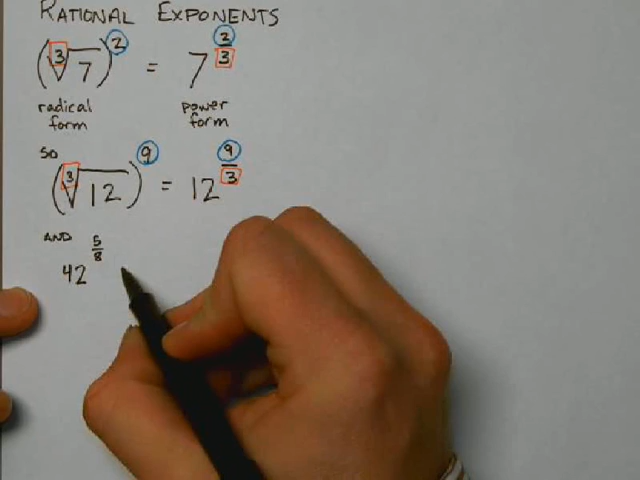 RATIONAL EXPONENTS
(∛7)² = 7^(2/3)
radical power
form form
so
(∛12)⁹ = 12^(9/3)
AND
42^(5/8)